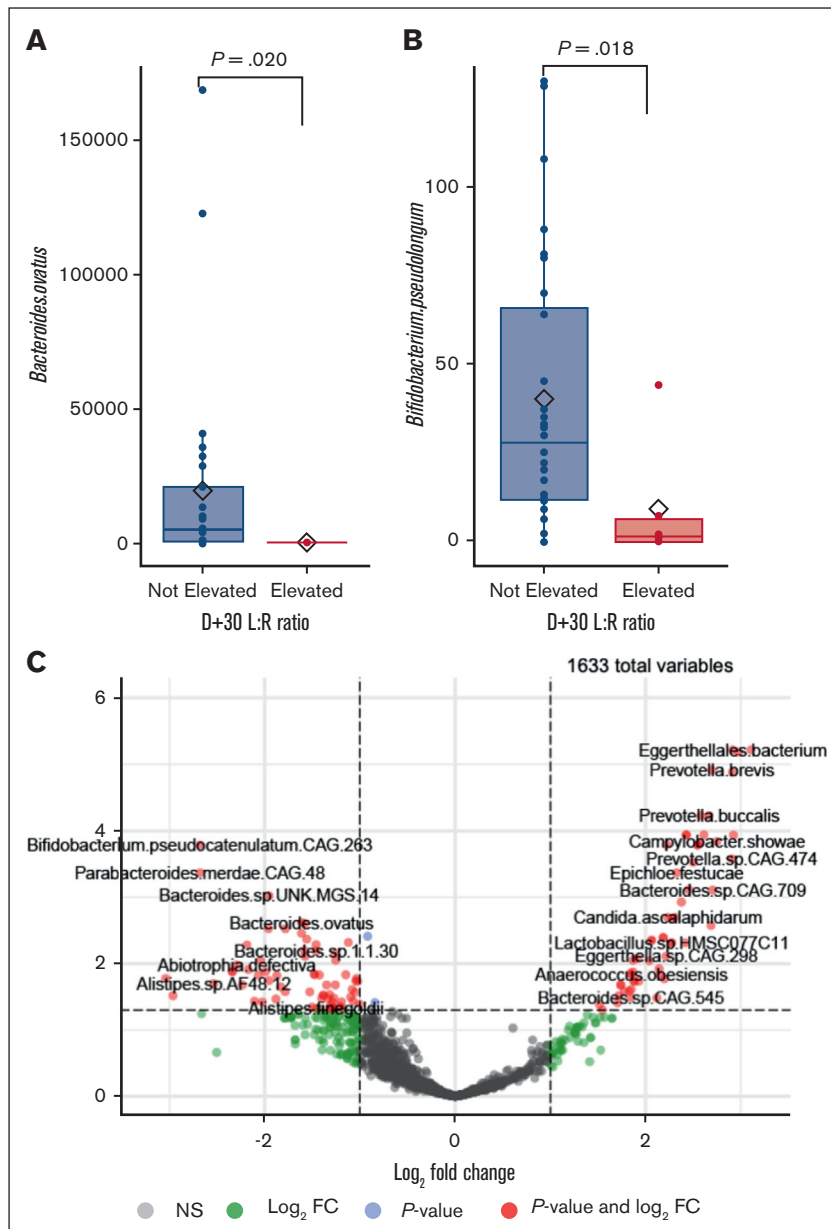 A
P = .020
Bacteroides.ovatus
150000
100000
50000
0
Not Elevated
Elevated
D+30 L:R ratio
B
P = .018
Bifidobacterium.pseudolongum
100
50
0
Not Elevated
Elevated
D+30 L:R ratio
C
1633 total variables
6
4
2
0
Eggerthellales.bacterium
Prevotella.brevis
Prevotella.buccalis
Bifidobacterium.pseudocatenulatum.CAG.263
Campylobacter.showae
Prevotella.sp.CAG.474
Parabacteroides.merdae.CAG.48
Epichloe.festucae
Bacteroides.sp.UNK.MGS.14
Bacteroides.sp.CAG.709
Bacteroides.ovatus
Candida.ascalaphidarum
Bacteroides.sp.1.1.30
Lactobacillus.sp.HMSC077C11
Eggerthella.sp.CAG.298
Abiotrophia.defectiva
Anaerococcus.obesiensis
Alistipes.sp.AF48.12
Bacteroides.sp.CAG.545
Alistipes.finegoldii
-2
0
2
Log₂ fold change
NS
Log₂ FC
P-value
P-value and log₂ FC